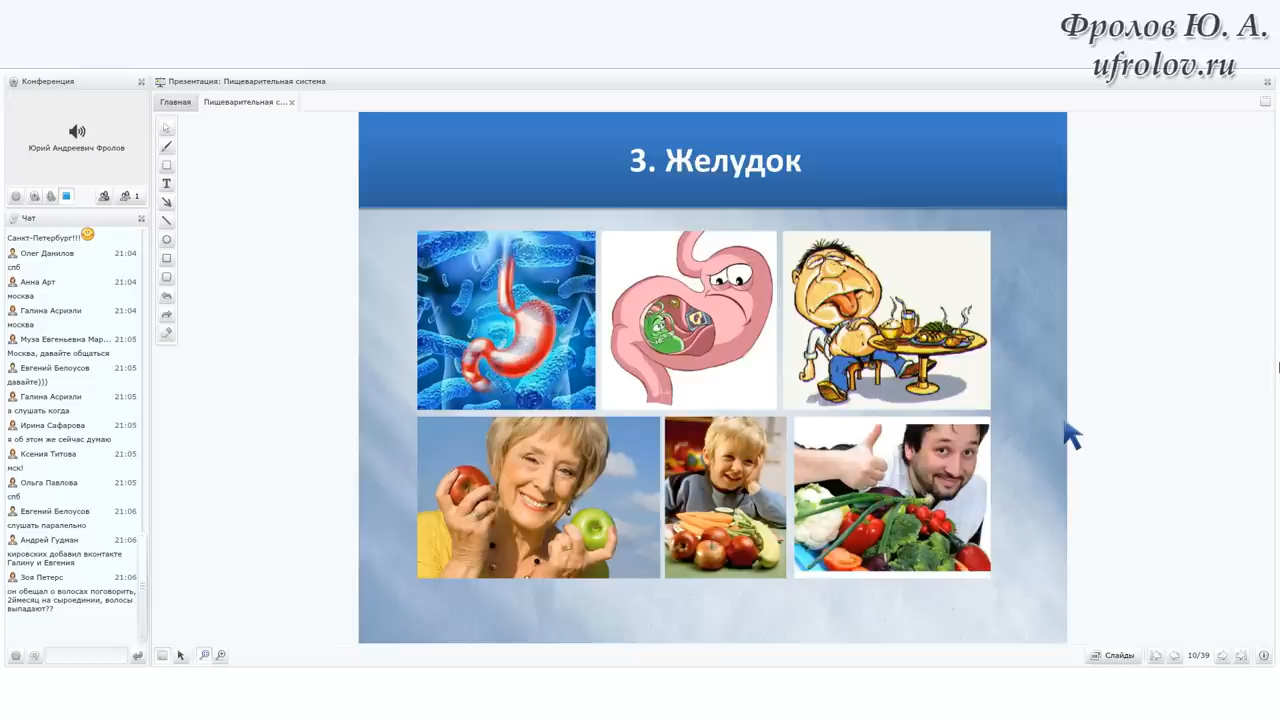 Фролов Ю. А.
ufrolov.ru
Конференция
Презентация: Пищеварительная система
Главная
Пищеварительная с...
Юрий Андреевич Фролов
1
Чат
Санкт-Петербург!!!
Олег Данилов 21:04
спб
Анна Арт 21:04
москва
Галина Асриэли 21:04
москва
Муза Евгеньевна Мар... 21:05
Москва, давайте общаться
Евгений Белоусов 21:05
давайте)))
Галина Асриэли 21:05
а слушать когда
Ирина Сафарова 21:05
я об этом же сейчас думаю
Ксения Титова 21:05
мск!
Ольга Павлова 21:05
спб
Евгений Белоусов 21:06
слушать паралельно
Андрей Гудман 21:06
кировских добавил вконтакте
Галину и Евгения
Зоя Петерс 21:06
он обещал о волосах поговорить,
2ймесяц на сыроединии, волосы
выпадают??
3. Желудок
T
Слайды
10/39